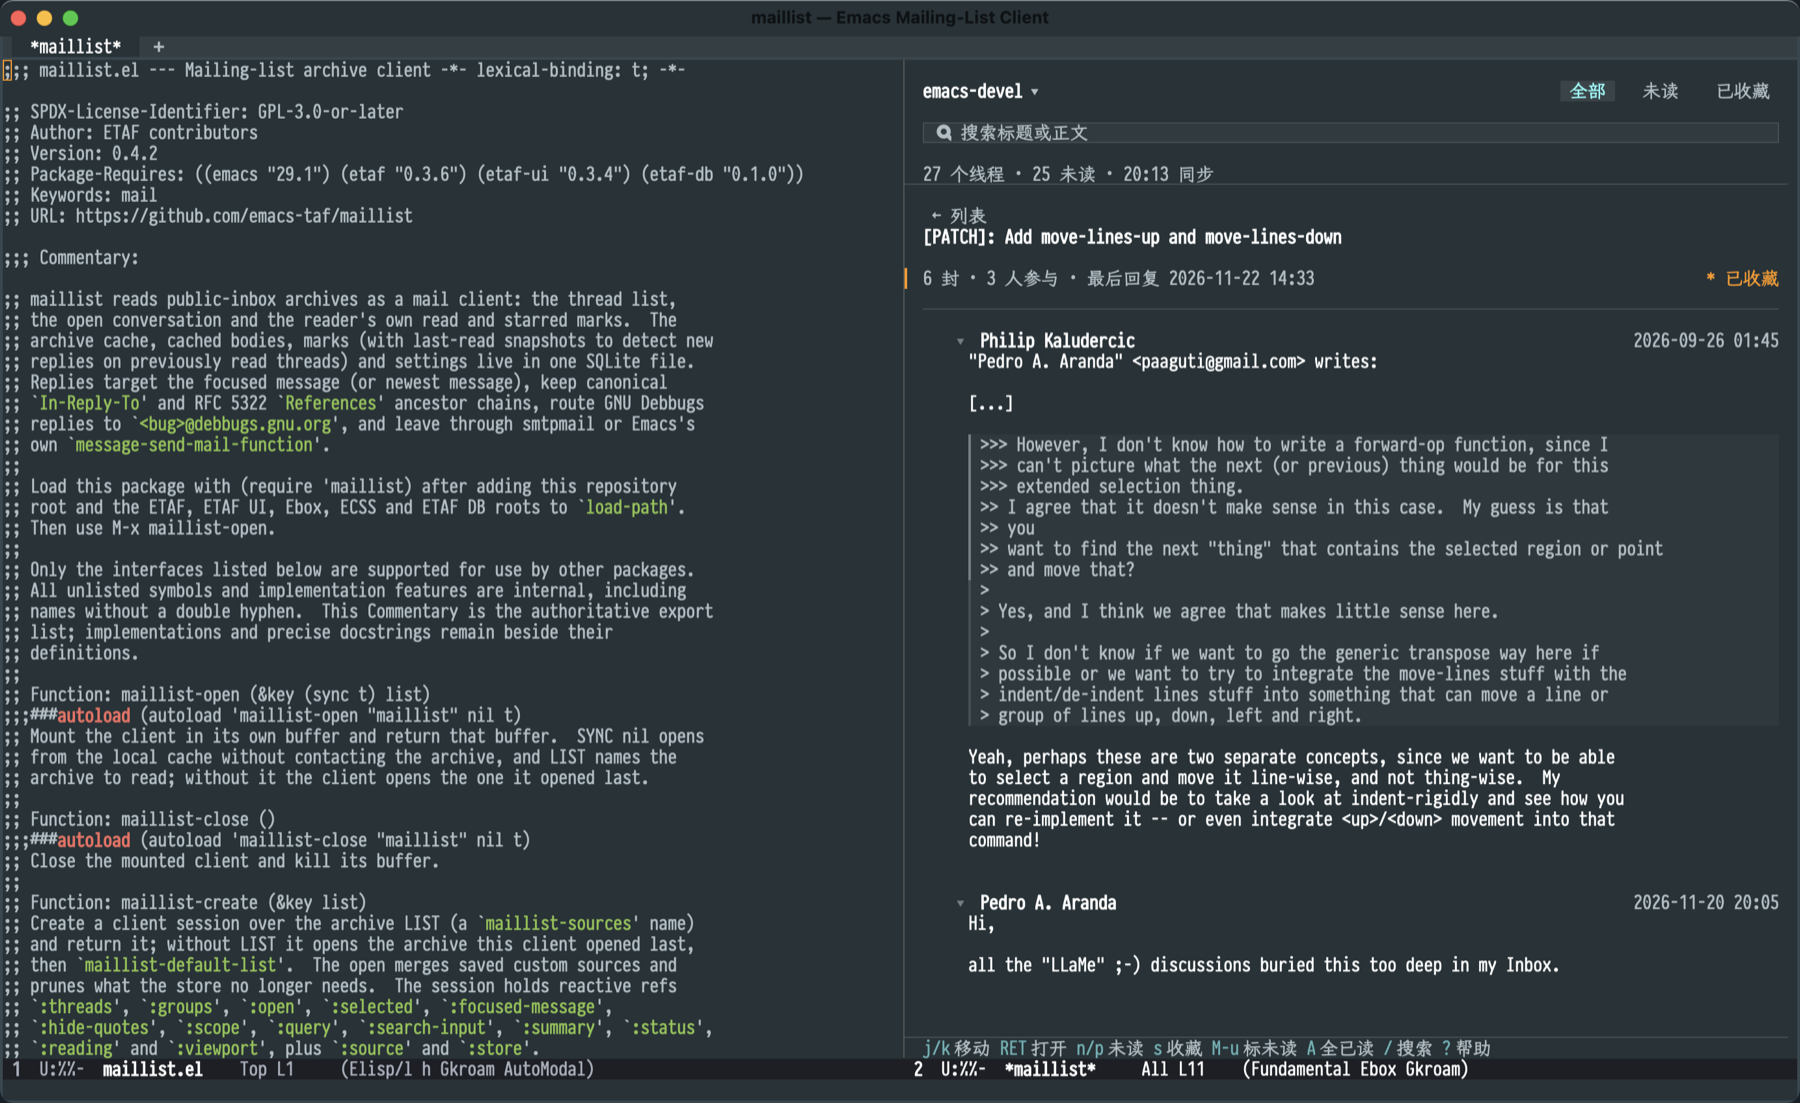 maillist — Emacs Mailing-List Client
*maillist* +
;;; maillist.el --- Mailing-list archive client -*- lexical-binding: t; -*-
;; SPDX-License-Identifier: GPL-3.0-or-later
;; Author: ETAF contributors
;; Version: 0.4.2
;; Package-Requires: ((emacs "29.1") (etaf "0.3.6") (etaf-ui "0.3.4") (etaf-db "0.1.0"))
;; Keywords: mail
;; URL: https://github.com/emacs-taf/maillist
;;; Commentary:
;; maillist reads public-inbox archives as a mail client: the thread list,
;; the open conversation and the reader's own read and starred marks.  The
;; archive cache, cached bodies, marks (with last-read snapshots to detect new
;; replies on previously read threads) and settings live in one SQLite file.
;; Replies target the focused message (or newest message), keep canonical
;; `In-Reply-To' and RFC 5322 `References' ancestor chains, route GNU Debbugs
;; replies to `<bug>@debbugs.gnu.org', and leave through smtpmail or Emacs's
;; own `message-send-mail-function'.
;;
;; Load this package with (require 'maillist) after adding this repository
;; root and the ETAF, ETAF UI, Ebox, ECSS and ETAF DB roots to `load-path'.
;; Then use M-x maillist-open.
;;
;; Only the interfaces listed below are supported for use by other packages.
;; All unlisted symbols and implementation features are internal, including
;; names without a double hyphen.  This Commentary is the authoritative export
;; list; implementations and precise docstrings remain beside their
;; definitions.
;;
;; Function: maillist-open (&key (sync t) list)
;;;###autoload (autoload 'maillist-open "maillist" nil t)
;; Mount the client in its own buffer and return that buffer.  SYNC nil opens
;; from the local cache without contacting the archive, and LIST names the
;; archive to read; without it the client opens the one it opened last.
;;
;; Function: maillist-close ()
;;;###autoload (autoload 'maillist-close "maillist" nil t)
;; Close the mounted client and kill its buffer.
;;
;; Function: maillist-create (&key list)
;; Create a client session over the archive LIST (a `maillist-sources' name)
;; and return it; without LIST it opens the archive this client opened last,
;; then `maillist-default-list'.  The open merges saved custom sources and
;; prunes what the store no longer needs.  The session holds reactive refs
;; `:threads', `:groups', `:open', `:selected', `:focused-message',
;; `:hide-quotes', `:scope', `:query', `:search-input', `:summary', `:status',
;; `:reading' and `:viewport', plus `:source' and `:store'.
1 U:%%- maillist.el Top L1 (Elisp/l h Gkroam AutoModal)
emacs-devel ▾ 全部 未读 已收藏
搜索标题或正文
27 个线程 · 25 未读 · 20:13 同步
← 列表
[PATCH]: Add move-lines-up and move-lines-down
6 封 · 3 人参与 · 最后回复 2026-11-22 14:33 * 已收藏
▾ Philip Kaludercic 2026-09-26 01:45
"Pedro A. Aranda" <paaguti@gmail.com> writes:
[...]
>>> However, I don't know how to write a forward-op function, since I
>>> can't picture what the next (or previous) thing would be for this
>>> extended selection thing.
>> I agree that it doesn't make sense in this case.  My guess is that
>> you
>> want to find the next "thing" that contains the selected region or point
>> and move that?
>
> Yes, and I think we agree that makes little sense here.
>
> So I don't know if we want to go the generic transpose way here if
> possible or we want to try to integrate the move-lines stuff with the
> indent/de-indent lines stuff into something that can move a line or
> group of lines up, down, left and right.
Yeah, perhaps these are two separate concepts, since we want to be able
to select a region and move it line-wise, and not thing-wise.  My
recommendation would be to take a look at indent-rigidly and see how you
can re-implement it -- or even integrate <up>/<down> movement into that
command!
▾ Pedro A. Aranda 2026-11-20 20:05
Hi,
all the "LLaMe" ;-) discussions buried this too deep in my Inbox.
j/k 移动 RET 打开 n/p 未读 s 收藏 M-u 标未读 A 全已读 / 搜索 ? 帮助
2 U:%%- *maillist* All L11 (Fundamental Ebox Gkroam)